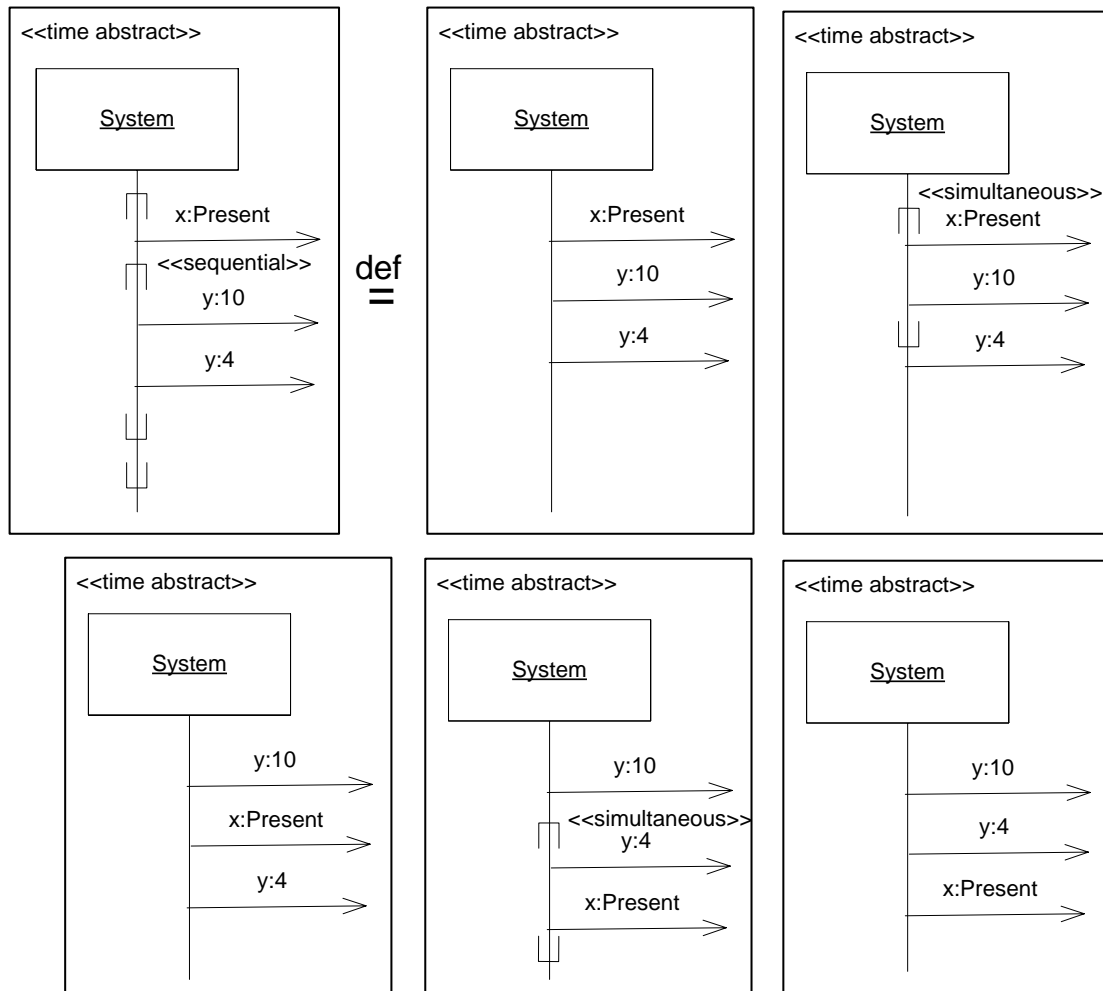 <<time abstract>>
System
x:Present
<<sequential>>
y:10
y:4
def
=
<<time abstract>>
System
x:Present
y:10
y:4
<<time abstract>>
System
<<simultaneous>>
x:Present
y:10
y:4
<<time abstract>>
System
y:10
x:Present
y:4
<<time abstract>>
System
y:10
<<simultaneous>>
y:4
x:Present
<<time abstract>>
System
y:10
y:4
x:Present